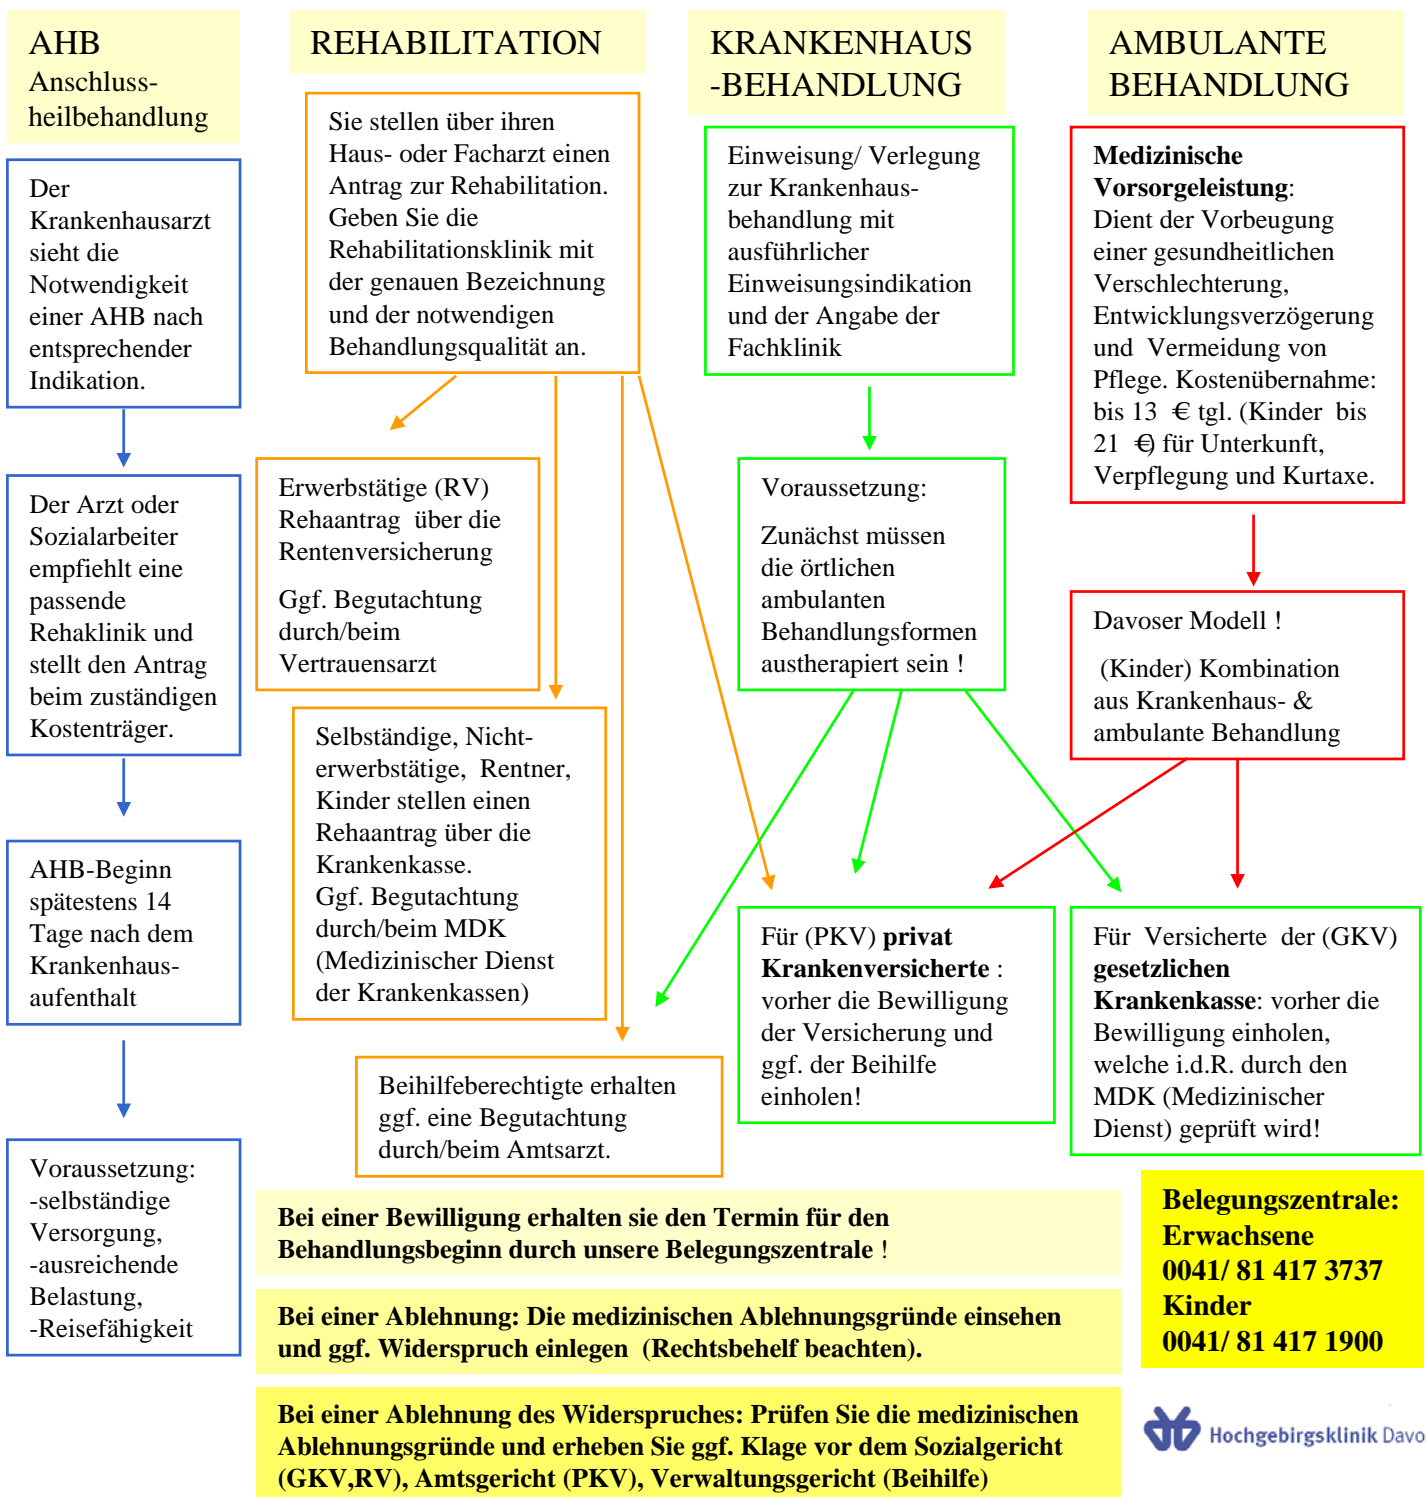 AHB
Anschluss-
heilbehandlung
Der
Krankenhausarzt
sieht die
Notwendigkeit
einer AHB nach
entsprechender
Indikation.
Der Arzt oder
Sozialarbeiter
empfiehlt eine
passende
Rehaklinik und
stellt den Antrag
beim zuständigen
Kostenträger.
AHB-Beginn
spätestens 14
Tage nach dem
Krankenhaus-
aufenthalt
Voraussetzung:
-selbständige
Versorgung,
-ausreichende
Belastung,
-Reisefähigkeit
REHABILITATION
Sie stellen über ihren
Haus- oder Facharzt einen
Antrag zur Rehabilitation.
Geben Sie die
Rehabilitationsklinik mit
der genauen Bezeichnung
und der notwendigen
Behandlungsqualität an.
Erwerbstätige (RV)
Rehaantrag über die
Rentenversicherung
Ggf. Begutachtung
durch/beim
Vertrauensarzt
Selbständige, Nicht-
erwerbstätige, Rentner,
Kinder stellen einen
Rehaantrag über die
Krankenkasse.
Ggf. Begutachtung
durch/beim MDK
(Medizinischer Dienst
der Krankenkassen)
Beihilfeberechtigte erhalten
ggf. eine Begutachtung
durch/beim Amtsarzt.
KRANKENHAUS
-BEHANDLUNG
Einweisung/ Verlegung
zur Krankenhaus-
behandlung mit
ausführlicher
Einweisungsindikation
und der Angabe der
Fachklinik
Voraussetzung:
Zunächst müssen
die örtlichen
ambulanten
Behandlungsformen
austherapiert sein !
Für (PKV) privat
Krankenversicherte :
vorher die Bewilligung
der Versicherung und
ggf. der Beihilfe
einholen!
AMBULANTE
BEHANDLUNG
Medizinische
Vorsorgeleistung:
Dient der Vorbeugung
einer gesundheitlichen
Verschlechterung,
Entwicklungsverzögerung
und Vermeidung von
Pflege. Kostenübernahme:
bis 13 € tgl. (Kinder bis
21 €) für Unterkunft,
Verpflegung und Kurtaxe.
Davoser Modell !
(Kinder) Kombination
aus Krankenhaus- &
ambulante Behandlung
Für Versicherte der (GKV)
gesetzlichen
Krankenkasse: vorher die
Bewilligung einholen,
welche i.d.R. durch den
MDK (Medizinischer
Dienst) geprüft wird!
Bei einer Bewilligung erhalten sie den Termin für den
Behandlungsbeginn durch unsere Belegungszentrale !
Bei einer Ablehnung: Die medizinischen Ablehnungsgründe einsehen
und ggf. Widerspruch einlegen (Rechtsbehelf beachten).
Bei einer Ablehnung des Widerspruches: Prüfen Sie die medizinischen
Ablehnungsgründe und erheben Sie ggf. Klage vor dem Sozialgericht
(GKV,RV), Amtsgericht (PKV), Verwaltungsgericht (Beihilfe)
Belegungszentrale:
Erwachsene
0041/ 81 417 3737
Kinder
0041/ 81 417 1900
Hochgebirgsklinik Davo